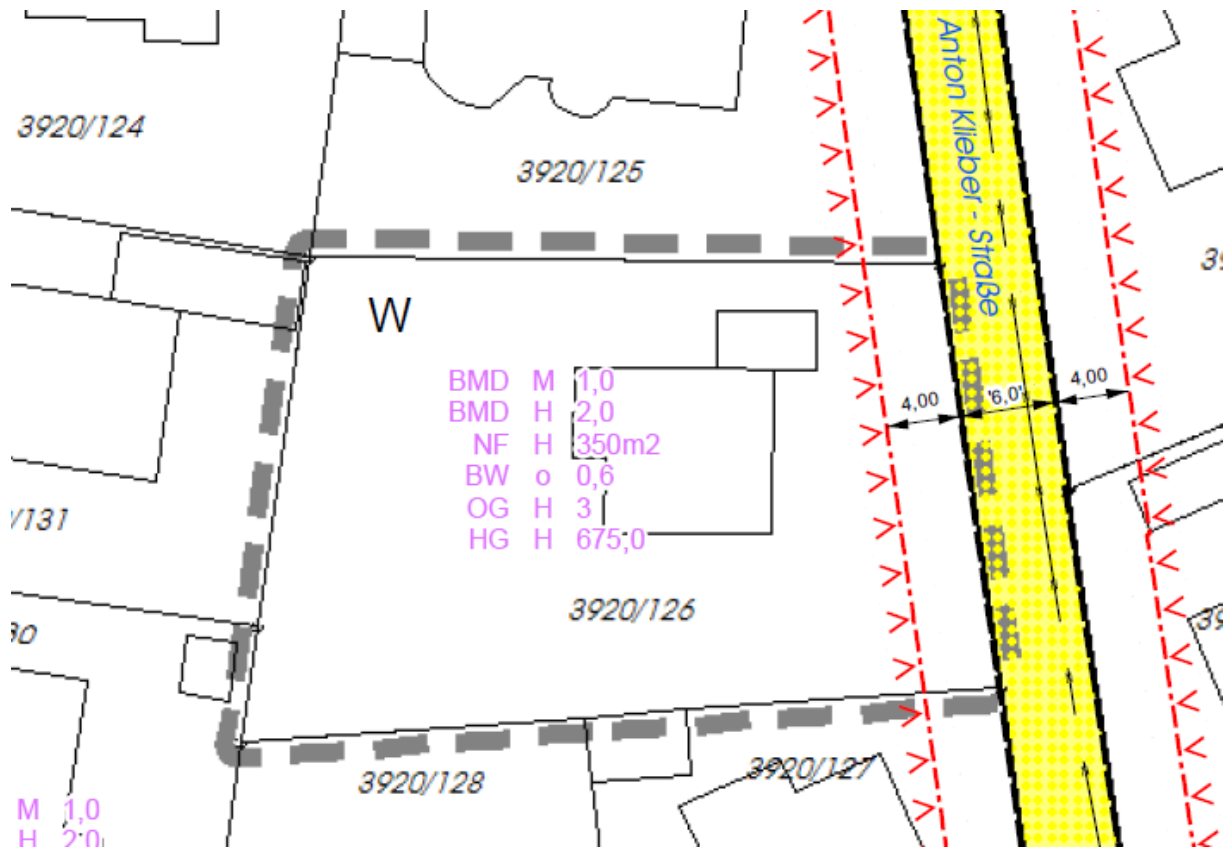 Anton Klieber - Straße
3920/124
3920/125
W
BMD M 1,0
BMD H 2,0
NF H 350m2
BW o 0,6
OG H 3
HG H 675,0
4,00
'6,0'
4,00
/131
3920/126
3920/128
3920/127
M 1,0
H 2,0